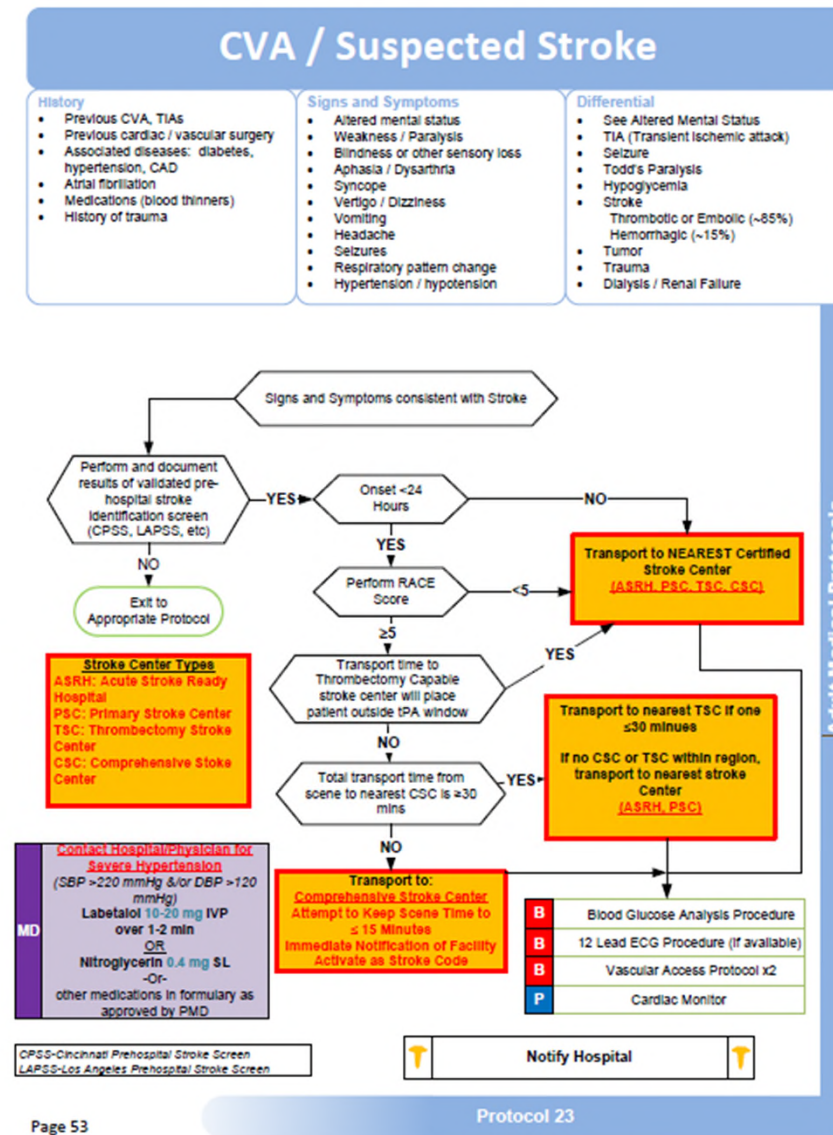 CVA / Suspected Stroke
History
• Previous CVA, TIAs
• Previous cardiac / vascular surgery
• Associated diseases: diabetes,
hypertension, CAD
• Atrial fibrillation
• Medications (blood thinners)
• History of trauma
Signs and Symptoms
• Altered mental status
• Weakness / Paralysis
• Blindness or other sensory loss
• Aphasia / Dysarthria
• Syncope
• Vertigo / Dizziness
• Vomiting
• Headache
• Seizures
• Respiratory pattern change
• Hypertension / hypotension
Differential
• See Altered Mental Status
• TIA (Transient Ischemic attack)
• Seizure
• Todd's Paralysis
• Hypoglycemia
• Stroke
Thrombotic or Embolic (~85%)
Hemorrhagic (~15%)
• Tumor
• Trauma
• Dialysis / Renal Failure
Signs and Symptoms consistent with Stroke
Perform and document
results of validated pre-
hospital stroke
identification screen
(CPSS, LAPSS, etc)
YES
NO
Exit to
Appropriate Protocol
Onset <24
Hours
NO
YES
Perform RACE
Score
<5
≥5
Transport to NEAREST Certified
Stroke Center
(ASRH, PSC, TSC, CSC)
Transport time to
Thrombectomy Capable
stroke center will place
patient outside tPA window
YES
NO
Stroke Center Types
ASRH: Acute Stroke Ready
Hospital
PSC: Primary Stroke Center
TSC: Thrombectomy Stroke
Center
CSC: Comprehensive Stoke
Center
Total transport time from
scene to nearest CSC is ≥30
mins
YES
NO
Transport to nearest TSC if one
≤30 minues
If no CSC or TSC within region,
transport to nearest stroke
Center
(ASRH, PSC)
MD
Contact Hospital/Physician for
Severe Hypertension
(SBP >220 mmHg &/or DBP >120
mmHg)
Labetalol 10-20 mg IVP
over 1-2 min
OR
Nitroglycerin 0.4 mg SL
-Or-
other medications in formulary as
approved by PMD
Transport to:
Comprehensive Stroke Center
Attempt to Keep Scene Time to
≤ 15 Minutes
Immediate Notification of Facility
Activate as Stroke Code
B Blood Glucose Analysis Procedure
B 12 Lead ECG Procedure (if available)
B Vascular Access Protocol x2
P Cardiac Monitor
CPSS-Cincinnati Prehospital Stroke Screen
LAPSS-Los Angeles Prehospital Stroke Screen
Notify Hospital
Page 53
Protocol 23